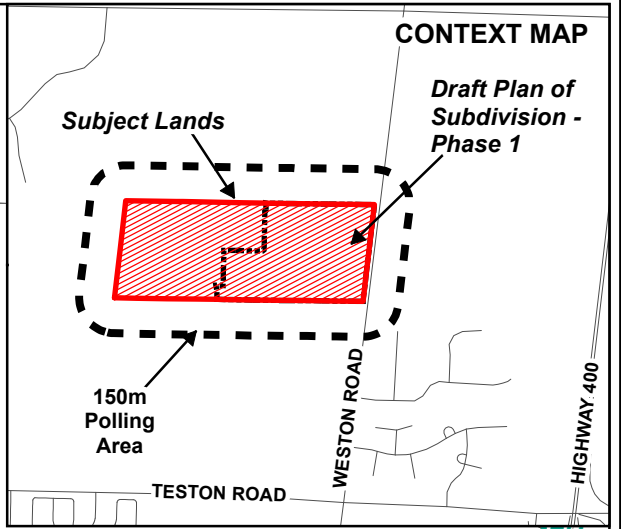 CONTEXT MAP
Draft Plan of
Subdivision -
Phase 1
Subject Lands
150m
Polling
Area
WESTON ROAD
HIGHWAY 400
TESTON ROAD